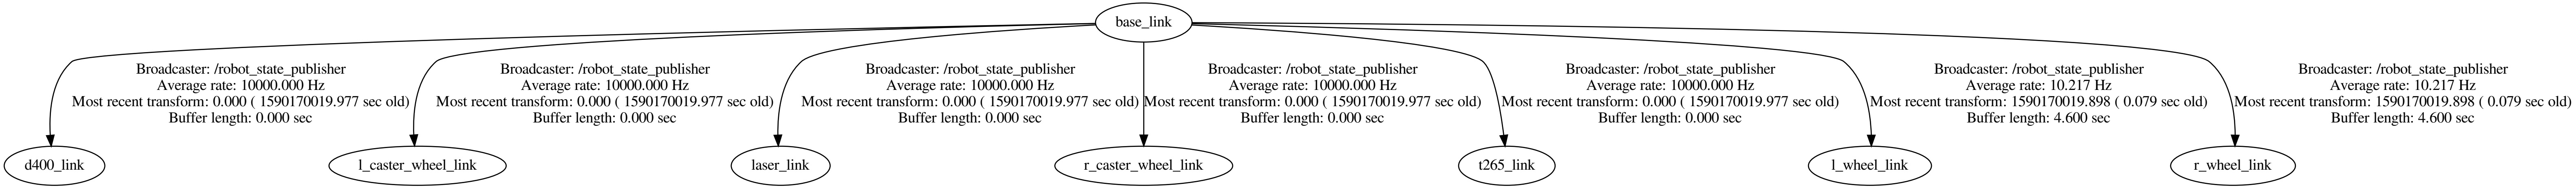 base_link
Broadcaster: /robot_state_publisher
Average rate: 10000.000 Hz
Most recent transform: 0.000 ( 1590170019.977 sec old)
Buffer length: 0.000 sec
Broadcaster: /robot_state_publisher
Average rate: 10000.000 Hz
Most recent transform: 0.000 ( 1590170019.977 sec old)
Buffer length: 0.000 sec
Broadcaster: /robot_state_publisher
Average rate: 10000.000 Hz
Most recent transform: 0.000 ( 1590170019.977 sec old)
Buffer length: 0.000 sec
Broadcaster: /robot_state_publisher
Average rate: 10000.000 Hz
Most recent transform: 0.000 ( 1590170019.977 sec old)
Buffer length: 0.000 sec
Broadcaster: /robot_state_publisher
Average rate: 10000.000 Hz
Most recent transform: 0.000 ( 1590170019.977 sec old)
Buffer length: 0.000 sec
Broadcaster: /robot_state_publisher
Average rate: 10.217 Hz
Most recent transform: 1590170019.898 ( 0.079 sec old)
Buffer length: 4.600 sec
Broadcaster: /robot_state_publisher
Average rate: 10.217 Hz
Most recent transform: 1590170019.898 ( 0.079 sec old)
Buffer length: 4.600 sec
d400_link
l_caster_wheel_link
laser_link
r_caster_wheel_link
t265_link
l_wheel_link
r_wheel_link